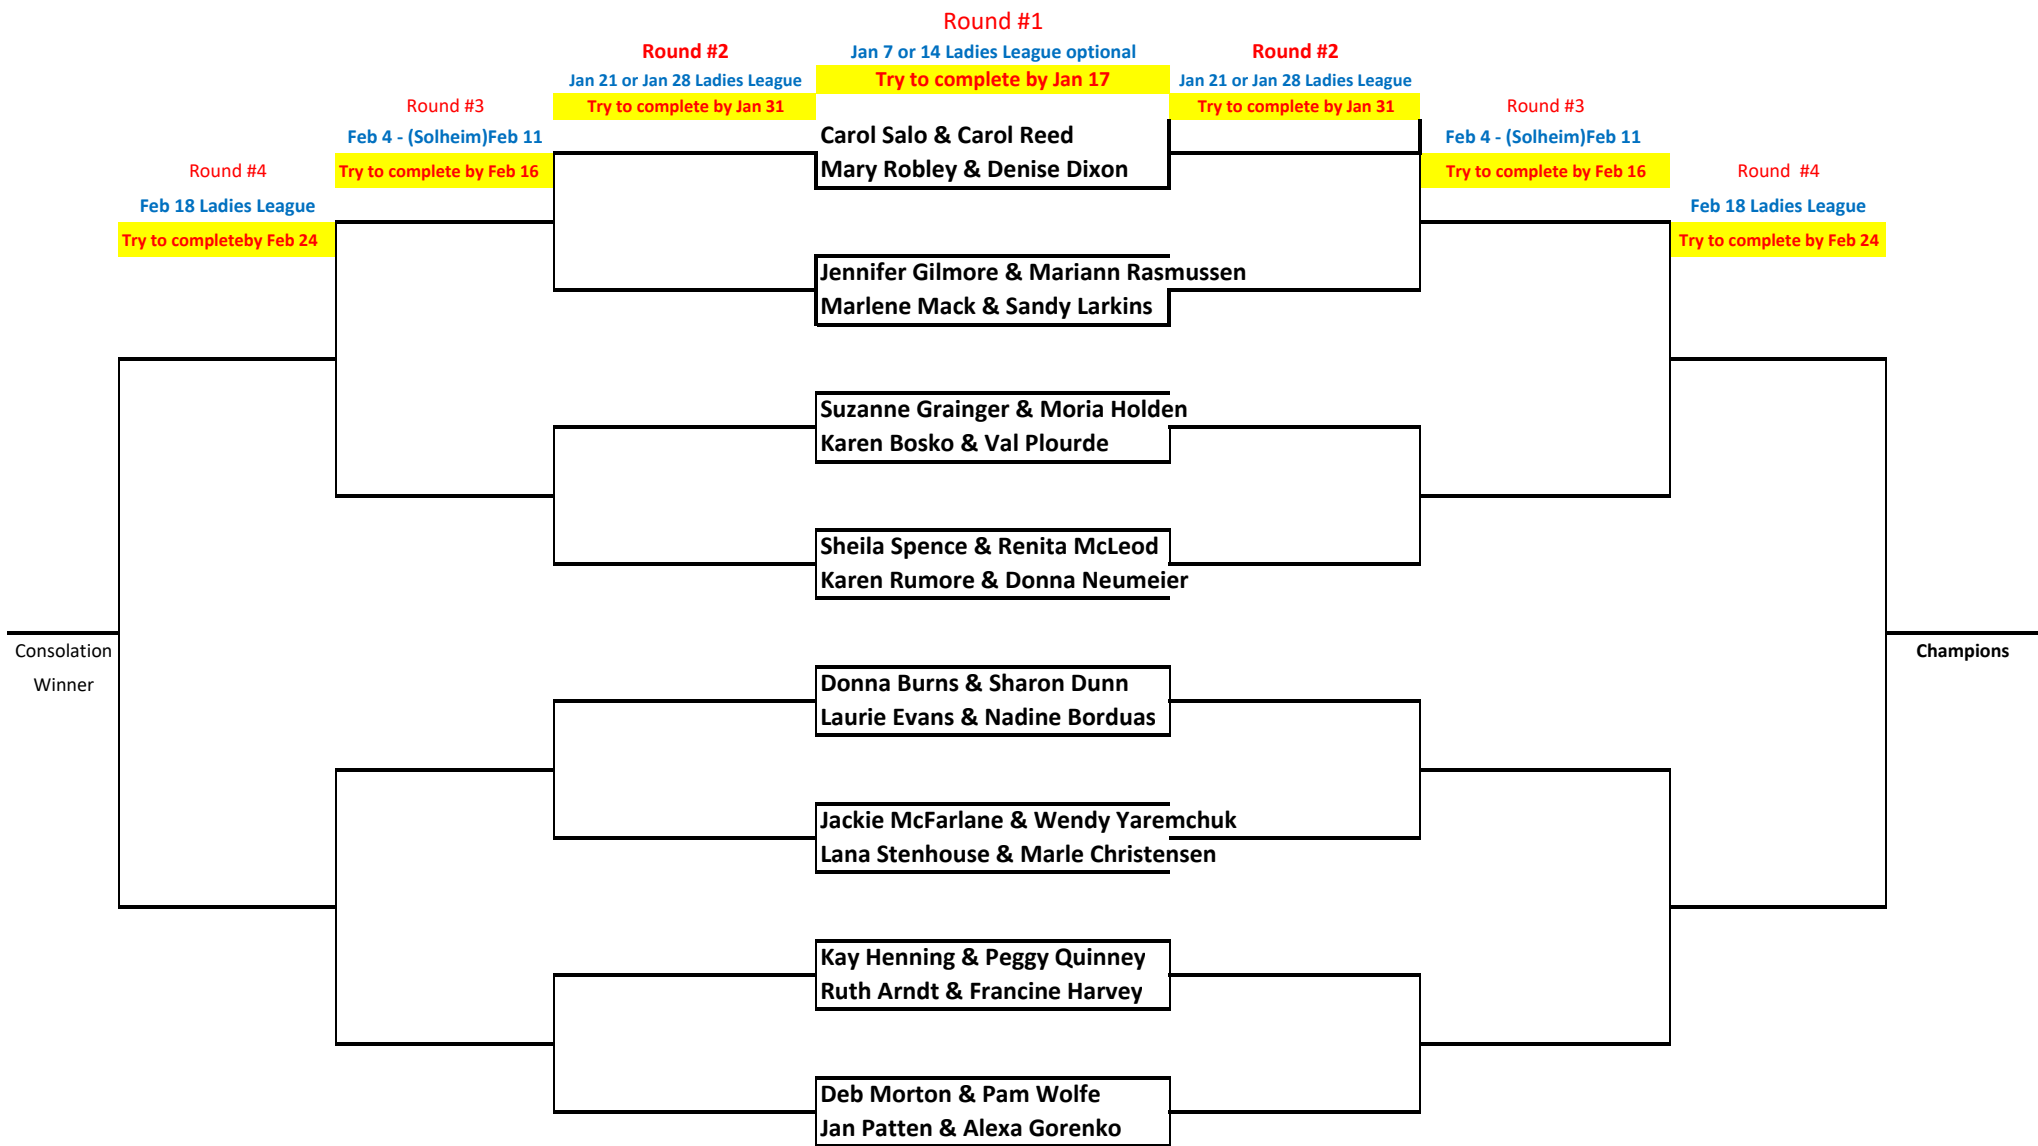 Round #1
Round #2
Jan 7 or 14 Ladies League optional
Round #2
Jan 21 or Jan 28 Ladies League
Try to complete by Jan 17
Jan 21 or Jan 28 Ladies League
Round #3
Try to complete by Jan 31
Try to complete by Jan 31
Round #3
Feb 4 - (Solheim)Feb 11
Carol Salo & Carol Reed
Feb 4 - (Solheim)Feb 11
Round #4
Try to complete by Feb 16
Mary Robley & Denise Dixon
Try to complete by Feb 16
Round  #4
Feb 18 Ladies League
Feb 18 Ladies League
Try to completeby Feb 24
Try to complete by Feb 24
Jennifer Gilmore & Mariann Rasmussen
Marlene Mack & Sandy Larkins
Suzanne Grainger & Moria Holden
Karen Bosko & Val Plourde
Sheila Spence & Renita McLeod
Karen Rumore & Donna Neumeier
Consolation
Winner
Champions
Donna Burns & Sharon Dunn
Laurie Evans & Nadine Borduas
Jackie McFarlane & Wendy Yaremchuk
Lana Stenhouse & Marle Christensen
Kay Henning & Peggy Quinney
Ruth Arndt & Francine Harvey
Deb Morton & Pam Wolfe
Jan Patten & Alexa Gorenko